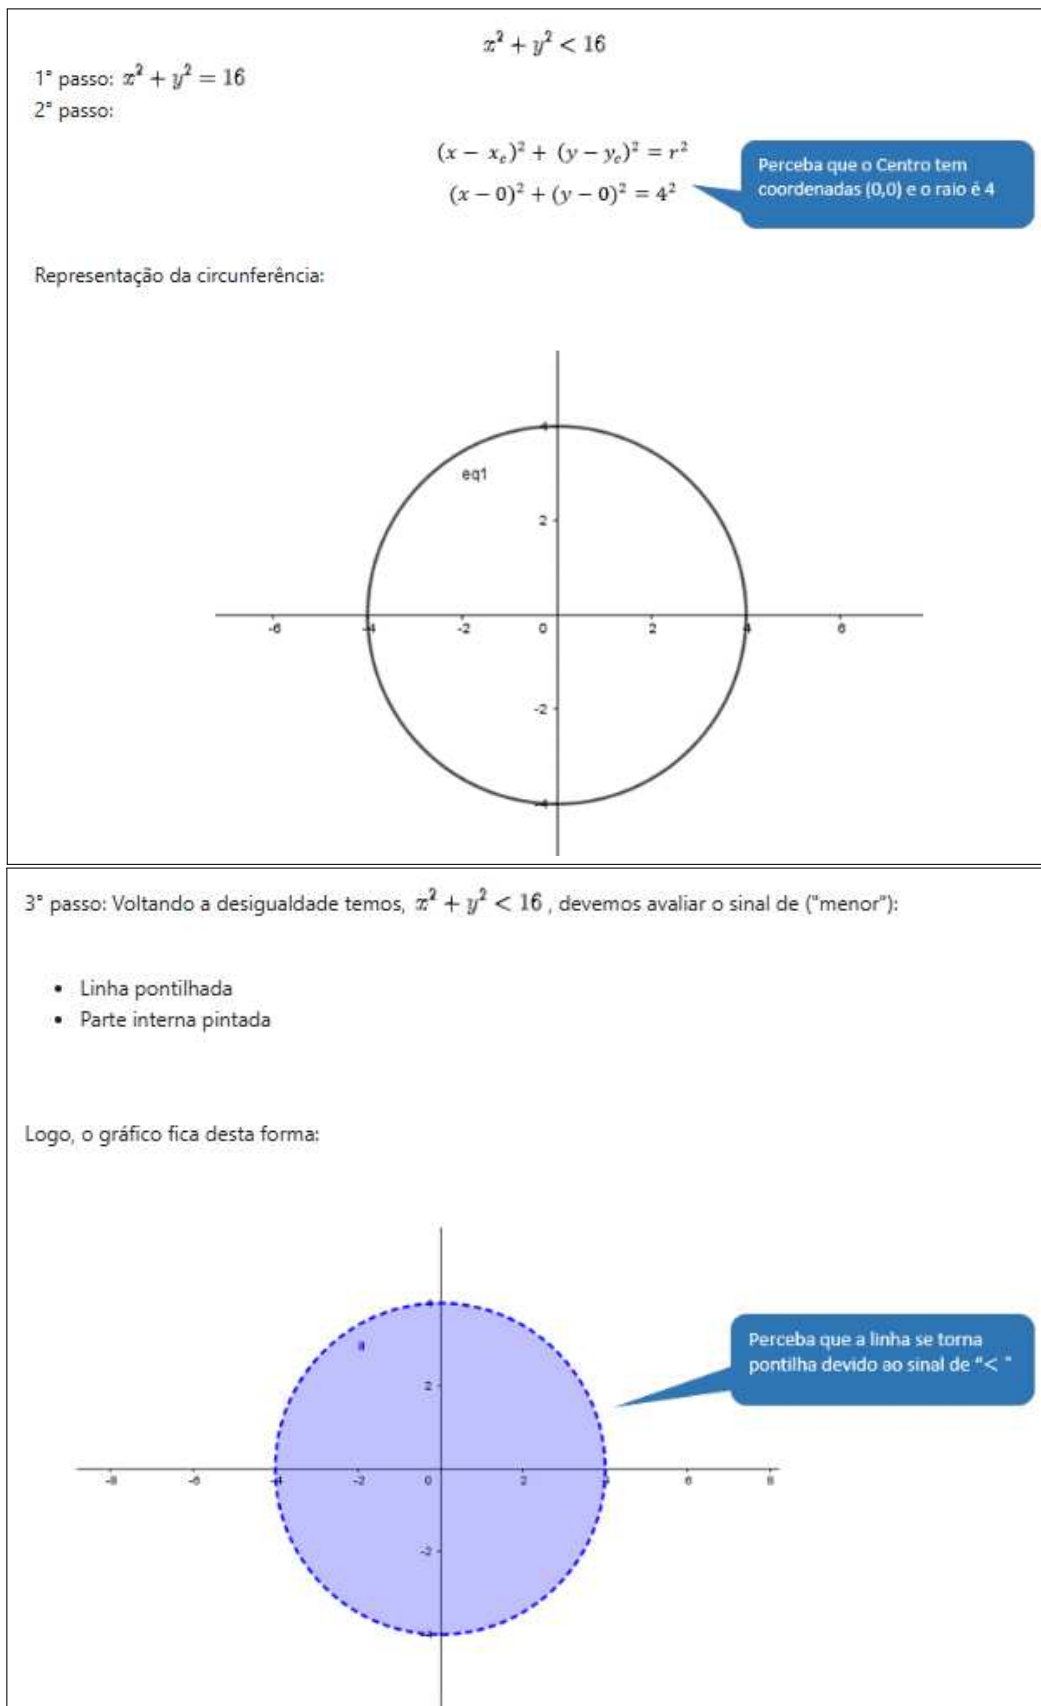 x² + y² < 16
1° passo: x² + y² = 16
2° passo:
(x − x_c)² + (y − y_c)² = r²
(x − 0)² + (y − 0)² = 4²
Perceba que o Centro tem
coordenadas (0,0) e o raio é 4
Representação da circunferência:
4
eq1
2
-6 -4 -2 0 2 4 6
-2
-4
3° passo: Voltando a desigualdade temos, x² + y² < 16 , devemos avaliar o sinal de ("menor"):
• Linha pontilhada
• Parte interna pintada
Logo, o gráfico fica desta forma:
Perceba que a linha se torna
pontilha devido ao sinal de "< "
4
a
2
-8 -6 -4 -2 0 2 4 6 8
-2
-4